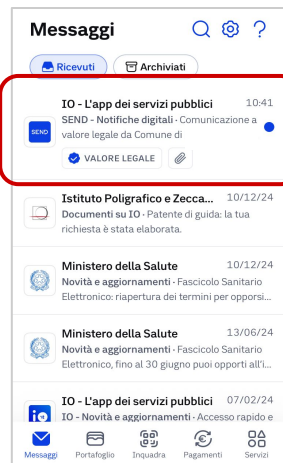 Messaggi
Ricevuti Archiviati
IO - L'app dei servizi pubblici 10:41
SEND - Notifiche digitali · Comunicazione a
SEND
valore legale da Comune di
VALORE LEGALE
Istituto Poligrafico e Zecca... 10/12/24
Documenti su IO · Patente di guida: la tua
richiesta è stata elaborata.
Ministero della Salute 10/12/24
Novità e aggiornamenti · Fascicolo Sanitario
Elettronico: riapertura dei termini per opporsi...
Ministero della Salute 13/06/24
Novità e aggiornamenti · Fascicolo Sanitario
Elettronico, fino al 30 giugno puoi opporti all'i...
IO - L'app dei servizi pubblici 07/02/24
io IO - Novità e aggiornamenti · Accesso rapido e
Messaggi Portafoglio Inquadra Pagamenti Servizi